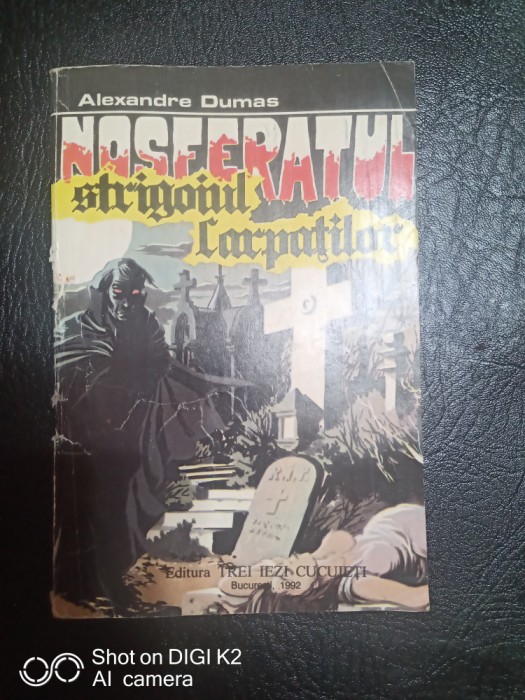 Alexandre Dumas
NOSFERATUL
strigoiul
Carpaţilor
R.I.P.
Editura TREI IEZI CUCUIEŢI
Bucureşti, 1992
Shot on DIGI K2
AI camera